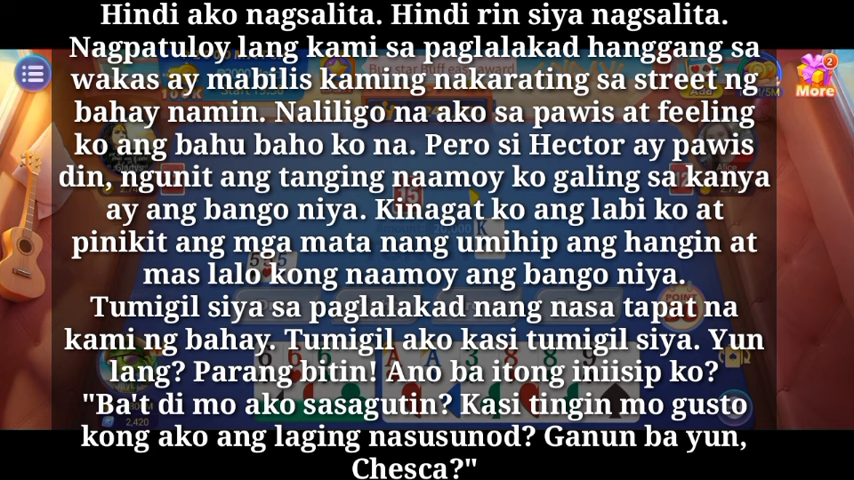 Hindi ako nagsalita. Hindi rin siya nagsalita.
Nagpatuloy lang kami sa paglalakad hanggang sa
wakas ay mabilis kaming nakarating sa street ng
bahay namin. Naliligo na ako sa pawis at feeling
ko ang bahu baho ko na. Pero si Hector ay pawis
din, ngunit ang tanging naamoy ko galing sa kanya
ay ang bango niya. Kinagat ko ang labi ko at
pinikit ang mga mata nang umihip ang hangin at
mas lalo kong naamoy ang bango niya.
Tumigil siya sa paglalakad nang nasa tapat na
kami ng bahay. Tumigil ako kasi tumigil siya. Yun
lang? Parang bitin! Ano ba itong iniisip ko?
"Ba't di mo ako sasagutin? Kasi tingin mo gusto
kong ako ang laging nasusunod? Ganun ba yun,
Chesca?"
2
More
2,420